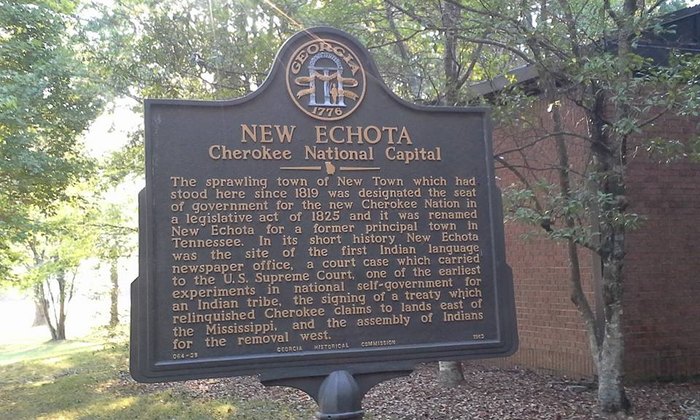 GEORGIA
1776
NEW ECHOTA
Cherokee National Capital
The sprawling town of New Town which had
stood here since 1819 was designated the seat
of government for the new Cherokee Nation in
a legislative act of 1825 and it was renamed
New Echota for a former principal town in
Tennessee. In its short history New Echota
was the site of the first Indian language
newspaper office, a court case which carried
to the U.S. Supreme Court, one of the earliest
experiments in national self-government for
an Indian tribe, the signing of a treaty which
relinquished Cherokee claims to lands east of
the Mississippi, and the assembly of Indians
for the removal west.
GEORGIA HISTORICAL COMMISSION